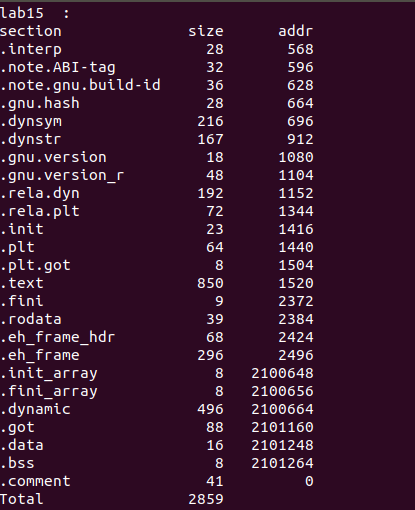 lab15  :
section              size      addr
.interp                28       568
.note.ABI-tag          32       596
.note.gnu.build-id     36       628
.gnu.hash              28       664
.dynsym               216       696
.dynstr               167       912
.gnu.version           18      1080
.gnu.version_r         48      1104
.rela.dyn             192      1152
.rela.plt              72      1344
.init                  23      1416
.plt                   64      1440
.plt.got                8      1504
.text                 850      1520
.fini                   9      2372
.rodata                39      2384
.eh_frame_hdr          68      2424
.eh_frame             296      2496
.init_array             8   2100648
.fini_array             8   2100656
.dynamic              496   2100664
.got                   88   2101160
.data                  16   2101248
.bss                    8   2101264
.comment               41         0
Total                2859